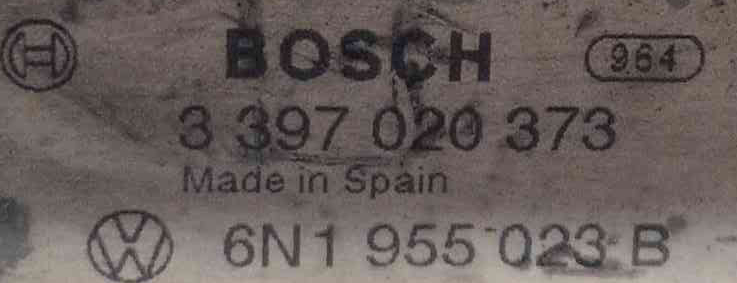 BOSCH 964
3 397 020 373
Made in Spain
6N1 955 023 B